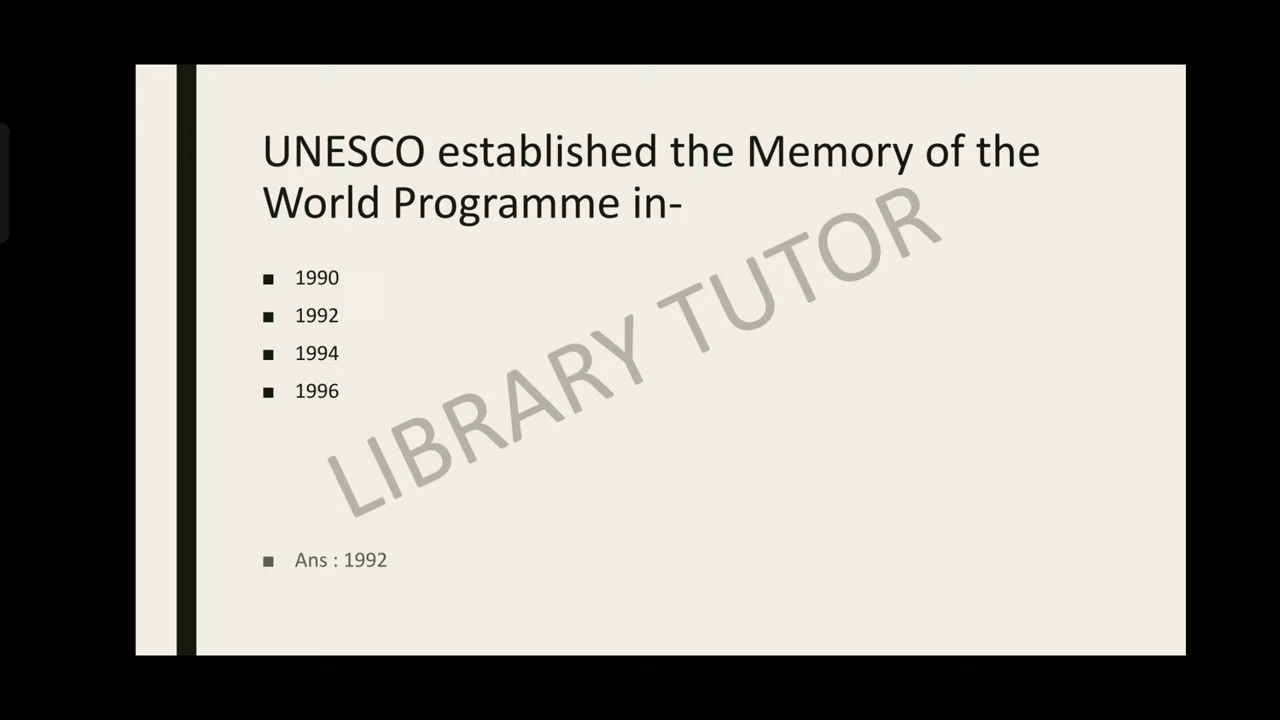 UNESCO established the Memory of the
World Programme in-
■ 1990
■ 1992
■ 1994
■ 1996
LIBRARY TUTOR
■ Ans : 1992